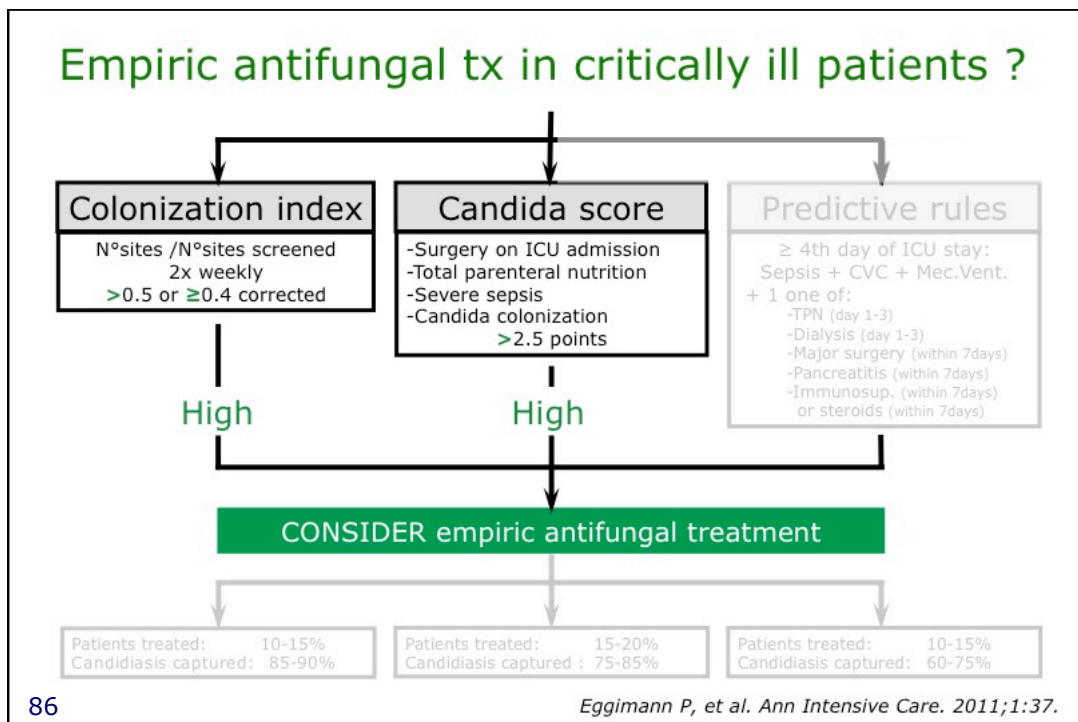 Empiric antifungal tx in critically ill patients ?
Colonization index
N°sites /N°sites screened
2x weekly
>0.5 or ≥0.4 corrected
High
Candida score
-Surgery on ICU admission
-Total parenteral nutrition
-Severe sepsis
-Candida colonization
>2.5 points
High
Predictive rules
≥ 4th day of ICU stay:
Sepsis + CVC + Mec.Vent.
+ 1 one of:
-TPN (day 1-3)
-Dialysis (day 1-3)
-Major surgery (within 7days)
-Pancreatitis (within 7days)
-Immunosup. (within 7days)
or steroids (within 7days)
CONSIDER empiric antifungal treatment
Patients treated: 10-15%
Candidiasis captured: 85-90%
Patients treated: 15-20%
Candidiasis captured : 75-85%
Patients treated: 10-15%
Candidiasis captured: 60-75%
86
Eggimann P, et al. Ann Intensive Care. 2011;1:37.